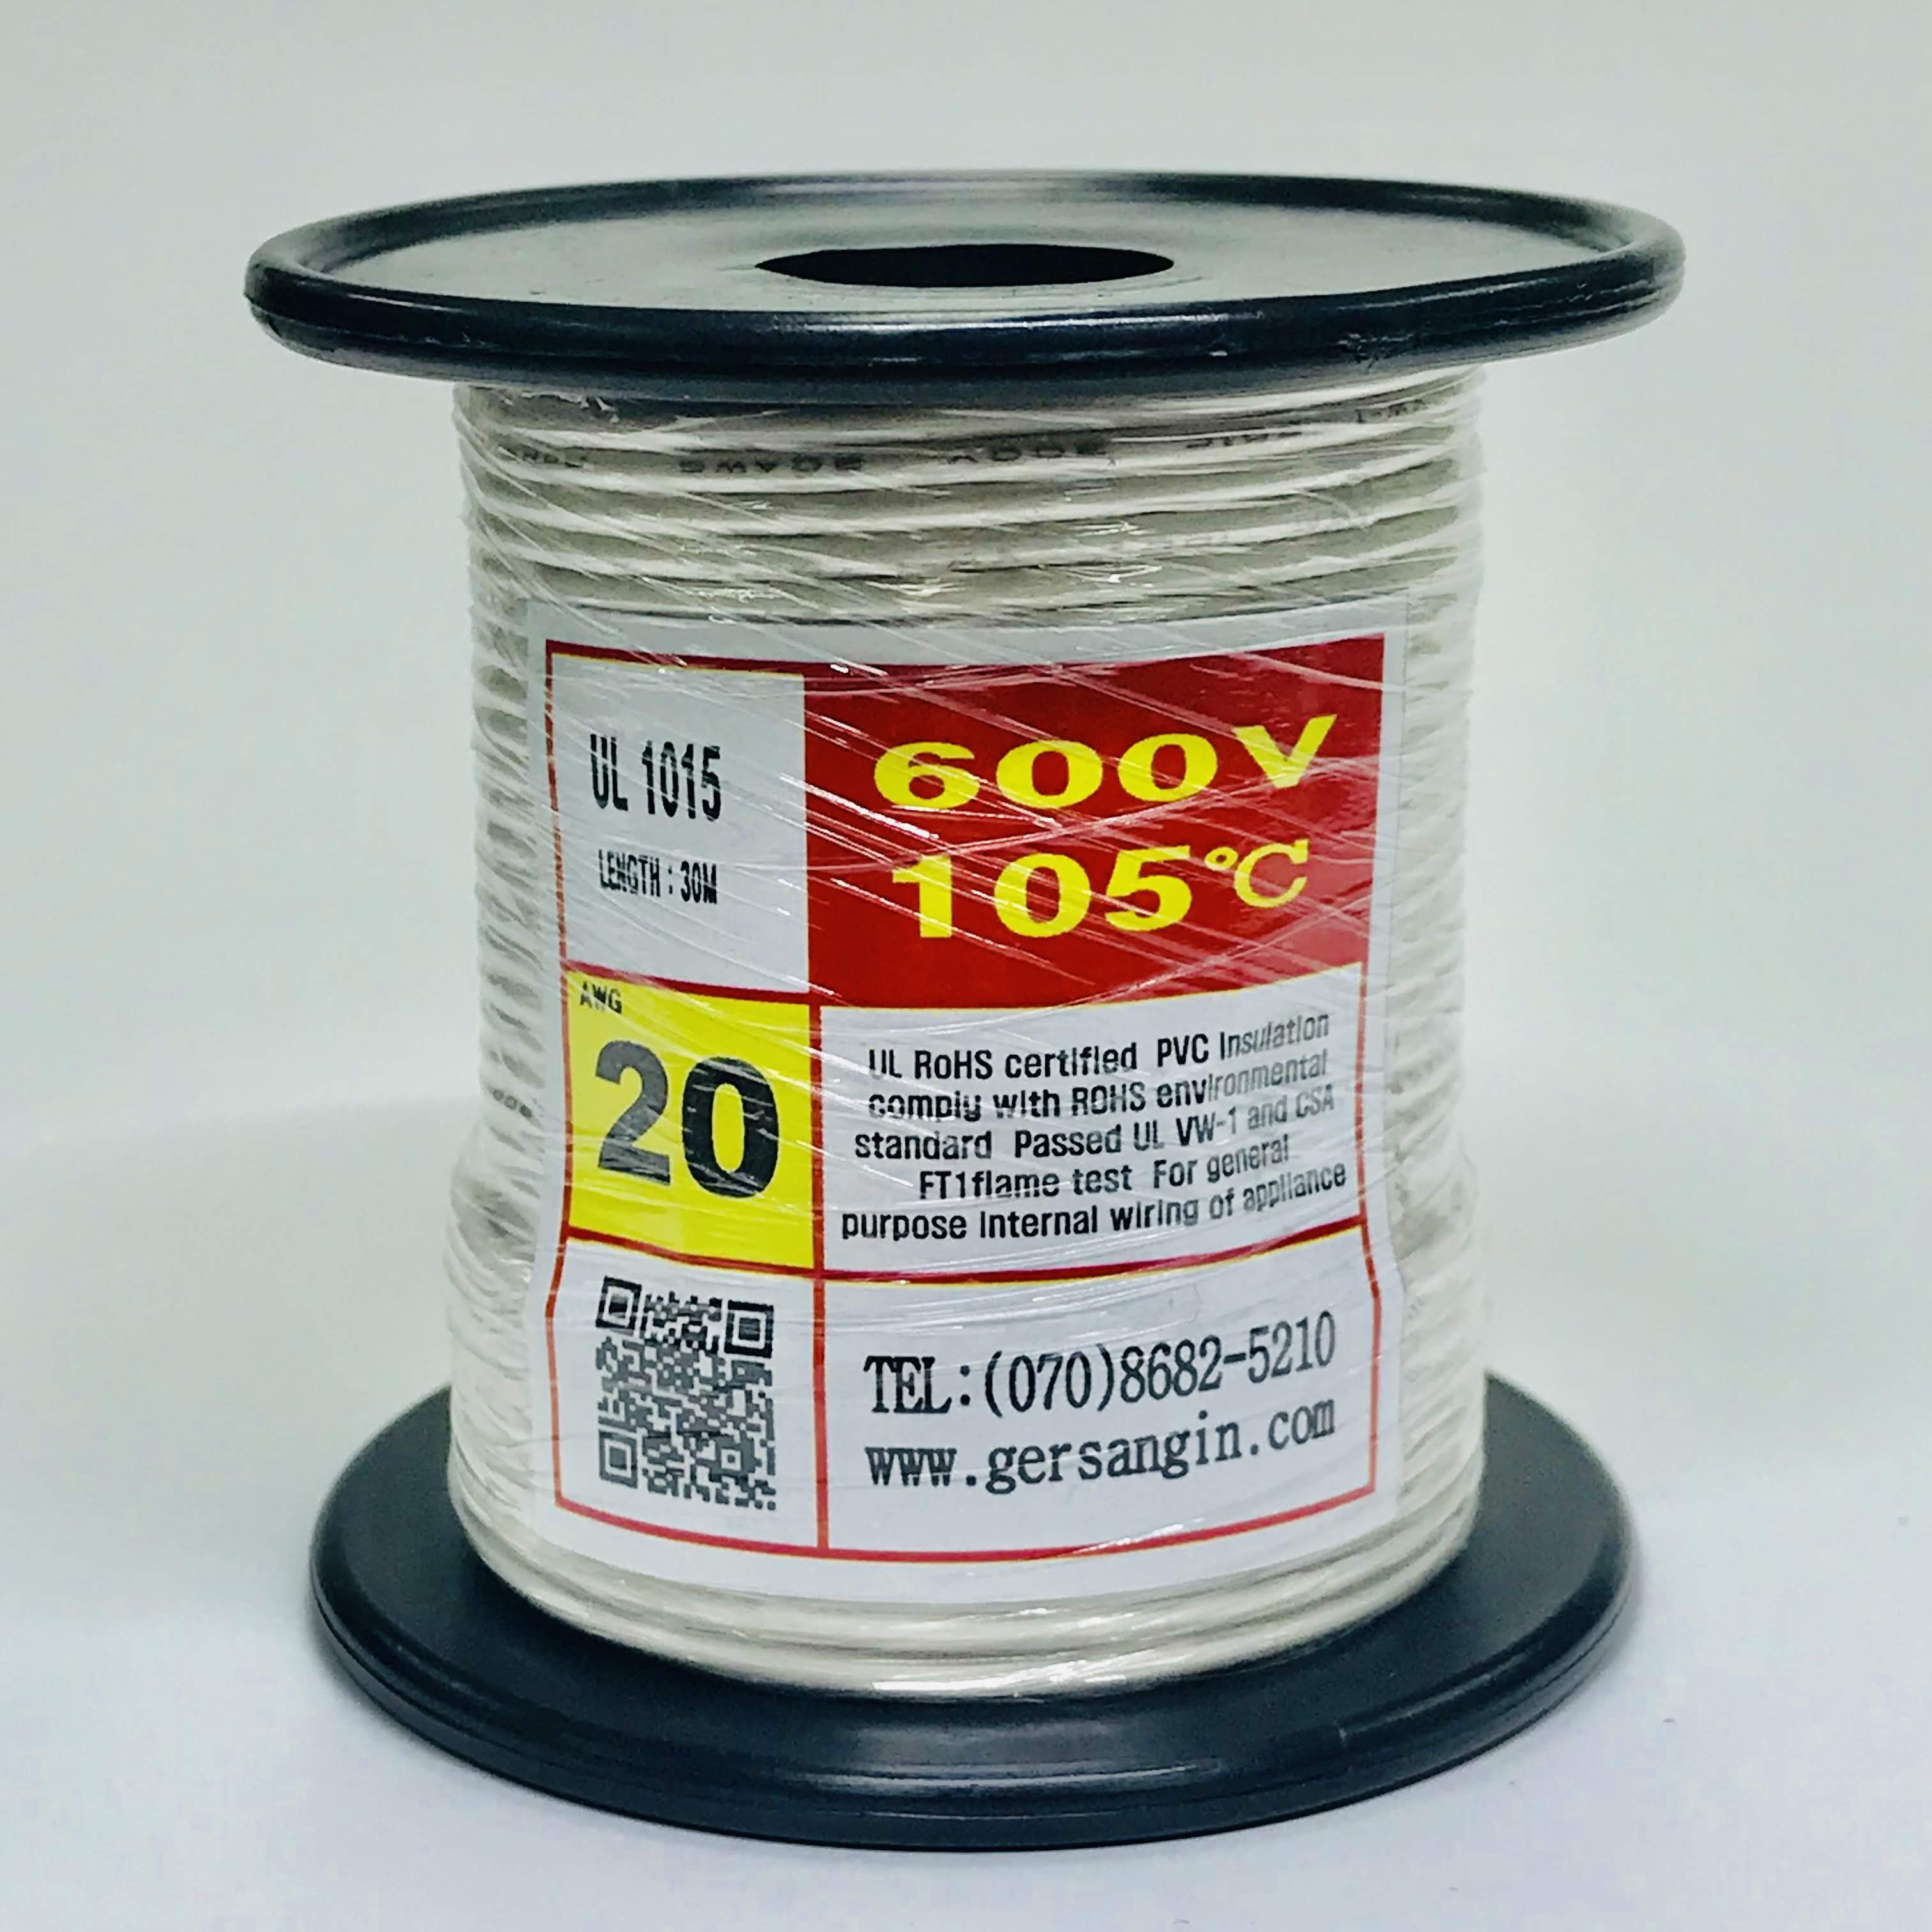 UL 1015
LENGTH : 30M
600V
105℃
AWG
20
UL RoHS certified PVC Insulation
comply with ROHS environmental
standard Passed UL VW-1 and CSA
FT1flame test For general
purpose Internal wiring of appliance
TEL:(070)8682-5210
www.gersangin.com